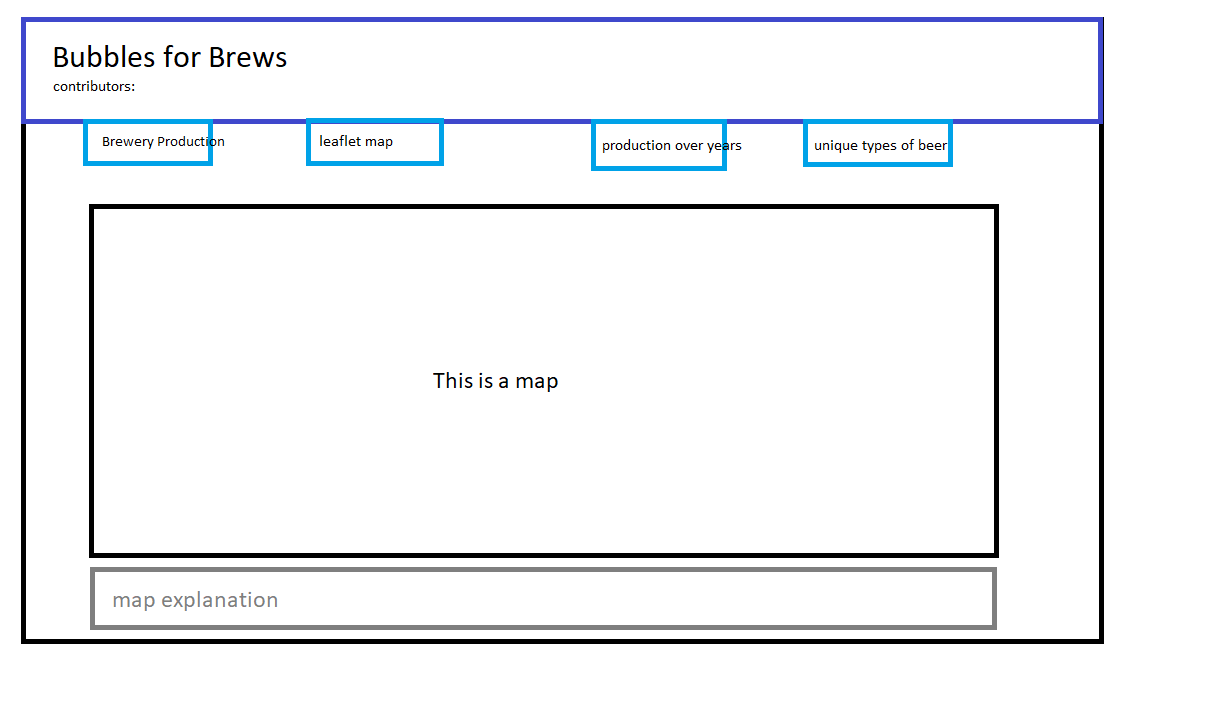 Bubbles for Brews
contributors:
Brewery Production
leaflet map
production over years
unique types of beer
This is a map
map explanation